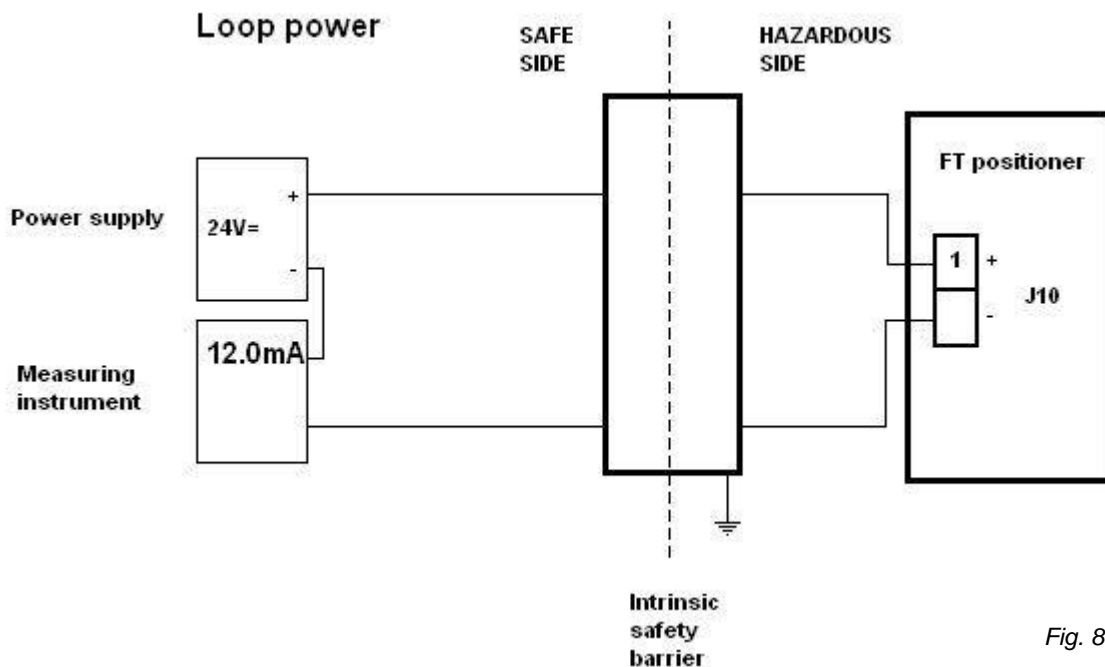 Loop power
SAFE
SIDE
HAZARDOUS
SIDE
FT positioner
Power supply
24V=
+
-
1
+
-
J10
12.0mA
Measuring
instrument
Intrinsic
safety
barrier
Fig. 8